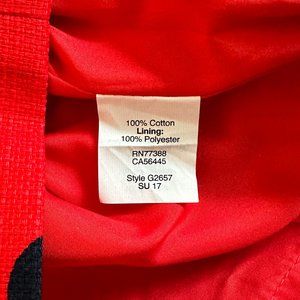 100% Cotton
Lining:
100% Polyester
RN77388
CA56445
Style G2657
SU 17